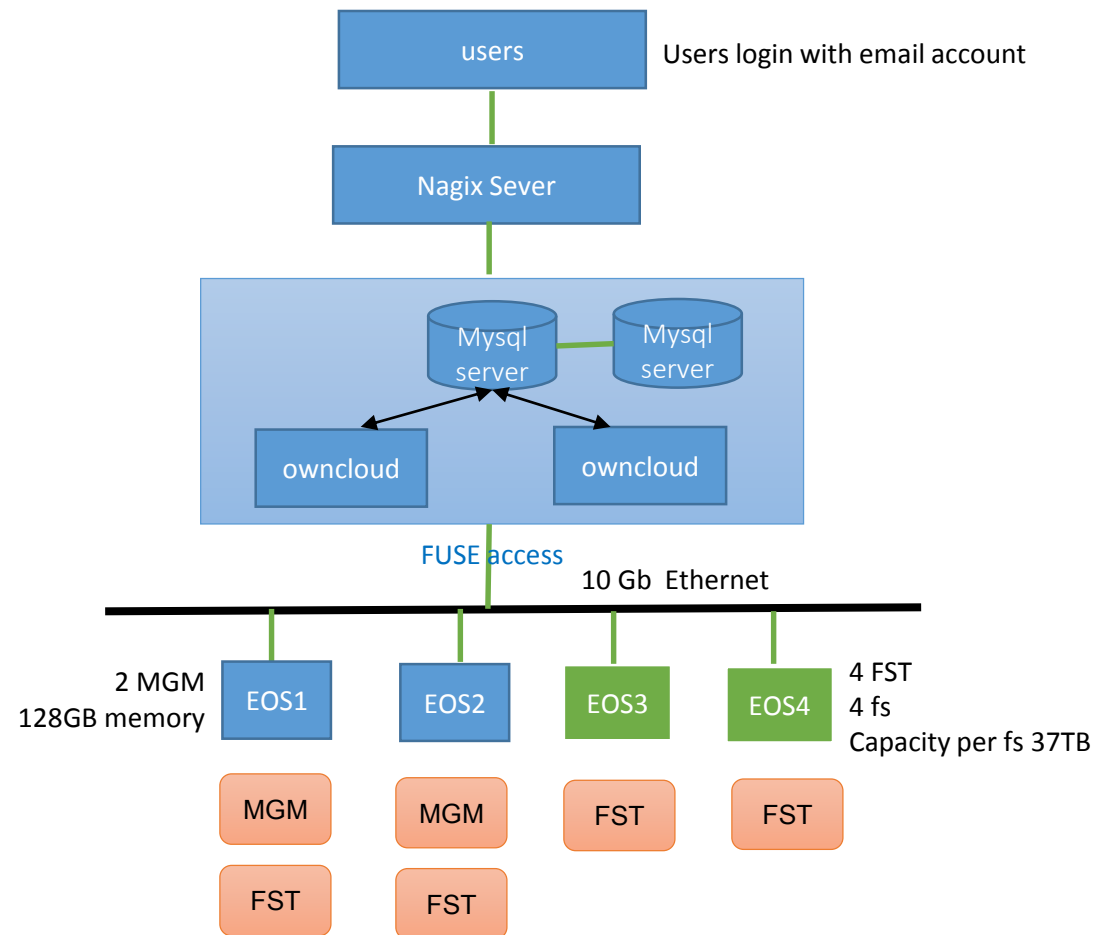 users
Users login with email account
Nagix Sever
Mysql
server
Mysql
server
owncloud
owncloud
FUSE access
10 Gb  Ethernet
2 MGM
128GB memory
EOS1
EOS2
EOS3
EOS4
4 FST
4 fs
Capacity per fs 37TB
MGM
MGM
FST
FST
FST
FST